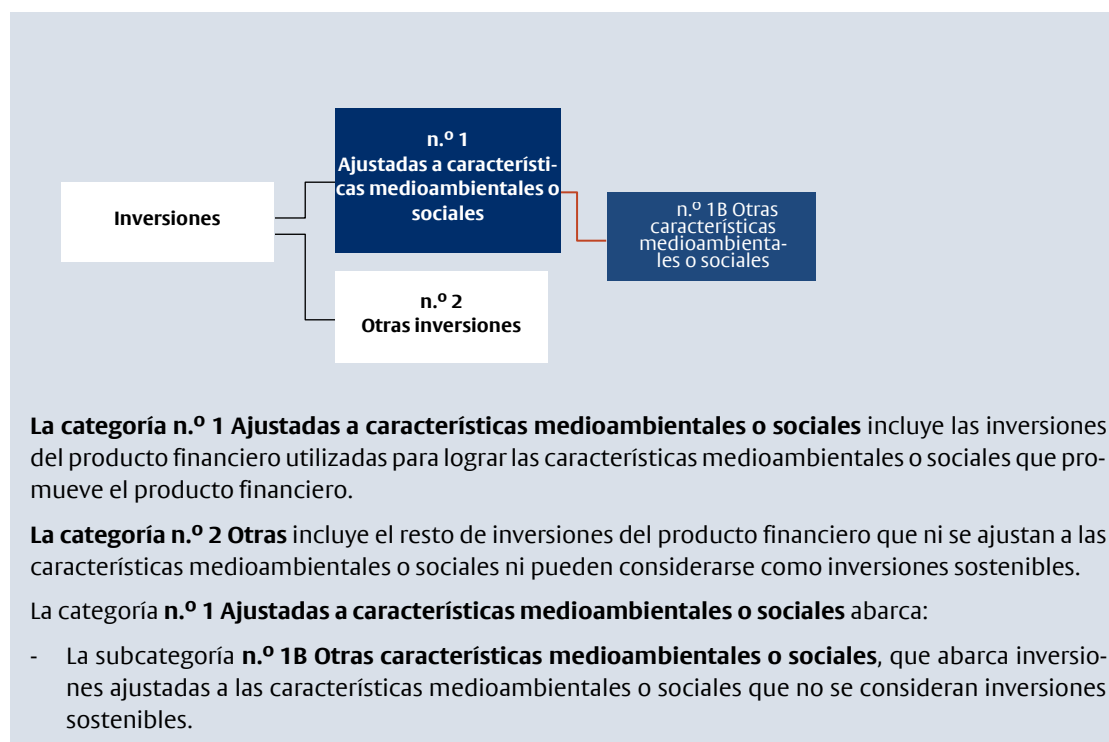 n.º 1
Ajustadas a característi-
cas medioambientales o
sociales
Inversiones
n.º 1B Otras
características
medioambienta-
les o sociales
n.º 2
Otras inversiones
La categoría n.º 1 Ajustadas a características medioambientales o sociales incluye las inversiones
del producto financiero utilizadas para lograr las características medioambientales o sociales que pro-
mueve el producto financiero.
La categoría n.º 2 Otras incluye el resto de inversiones del producto financiero que ni se ajustan a las
características medioambientales o sociales ni pueden considerarse como inversiones sostenibles.
La categoría n.º 1 Ajustadas a características medioambientales o sociales abarca:
- La subcategoría n.º 1B Otras características medioambientales o sociales, que abarca inversio-
nes ajustadas a las características medioambientales o sociales que no se consideran inversiones
sostenibles.